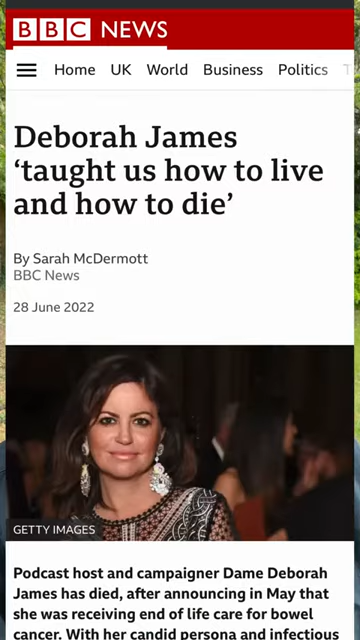 BBC NEWS
Home UK World Business Politics
Deborah James
‘taught us how to live
and how to die’
By Sarah McDermott
BBC News
28 June 2022
GETTY IMAGES
Podcast host and campaigner Dame Deborah
James has died, after announcing in May that
she was receiving end of life care for bowel
cancer. With her candid persona and infectious